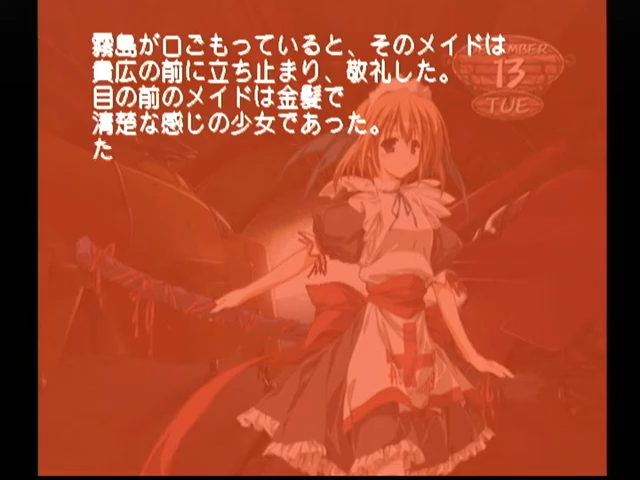 霧島が口ごもっていると、そのメイドは
貴広の前に立ち止まり、敬礼した。
目の前のメイドは金髪で
清楚な感じの少女であった。
た
13
TUE